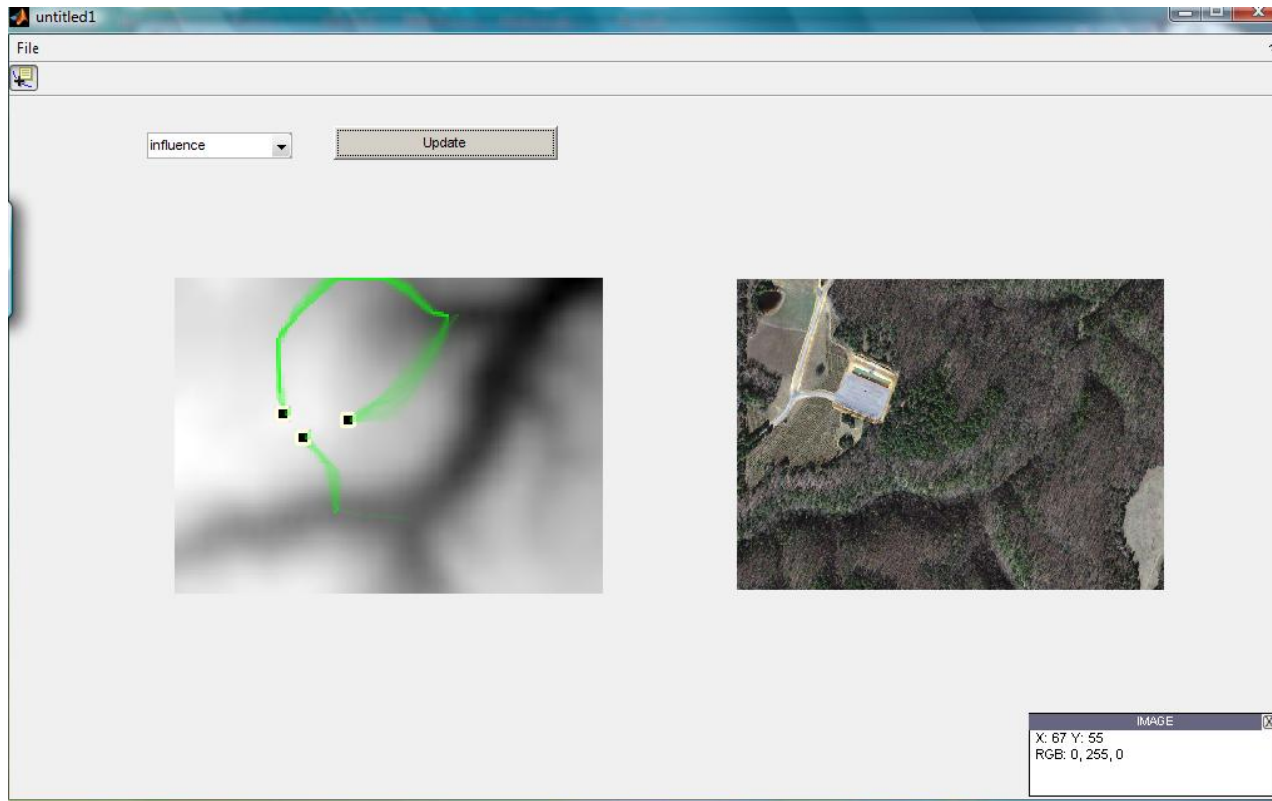 untitled1
File
influence
Update
IMAGE
X: 67 Y: 55
RGB: 0, 255, 0